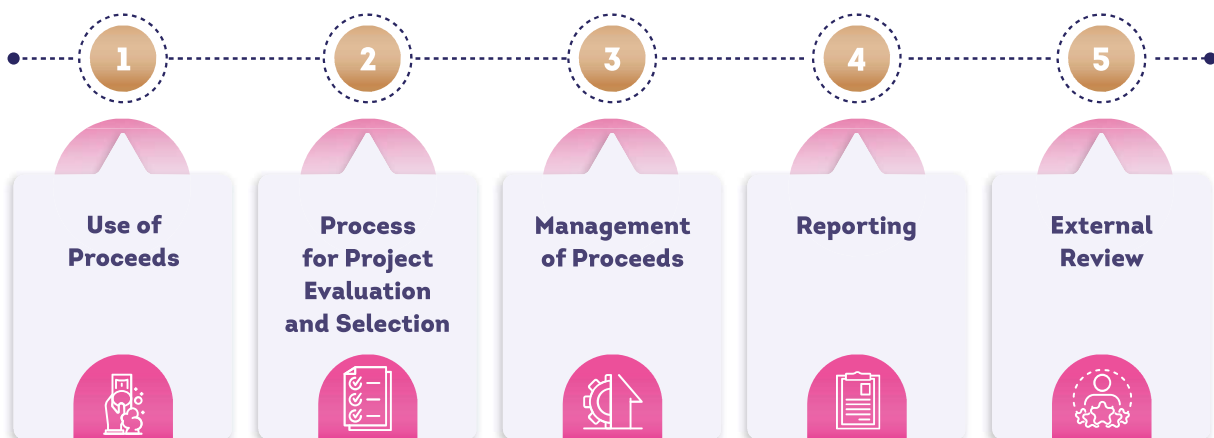 1
2
3
4
5
Use of
Proceeds
Process
for Project
Evaluation
and Selection
Management
of Proceeds
Reporting
External
Review